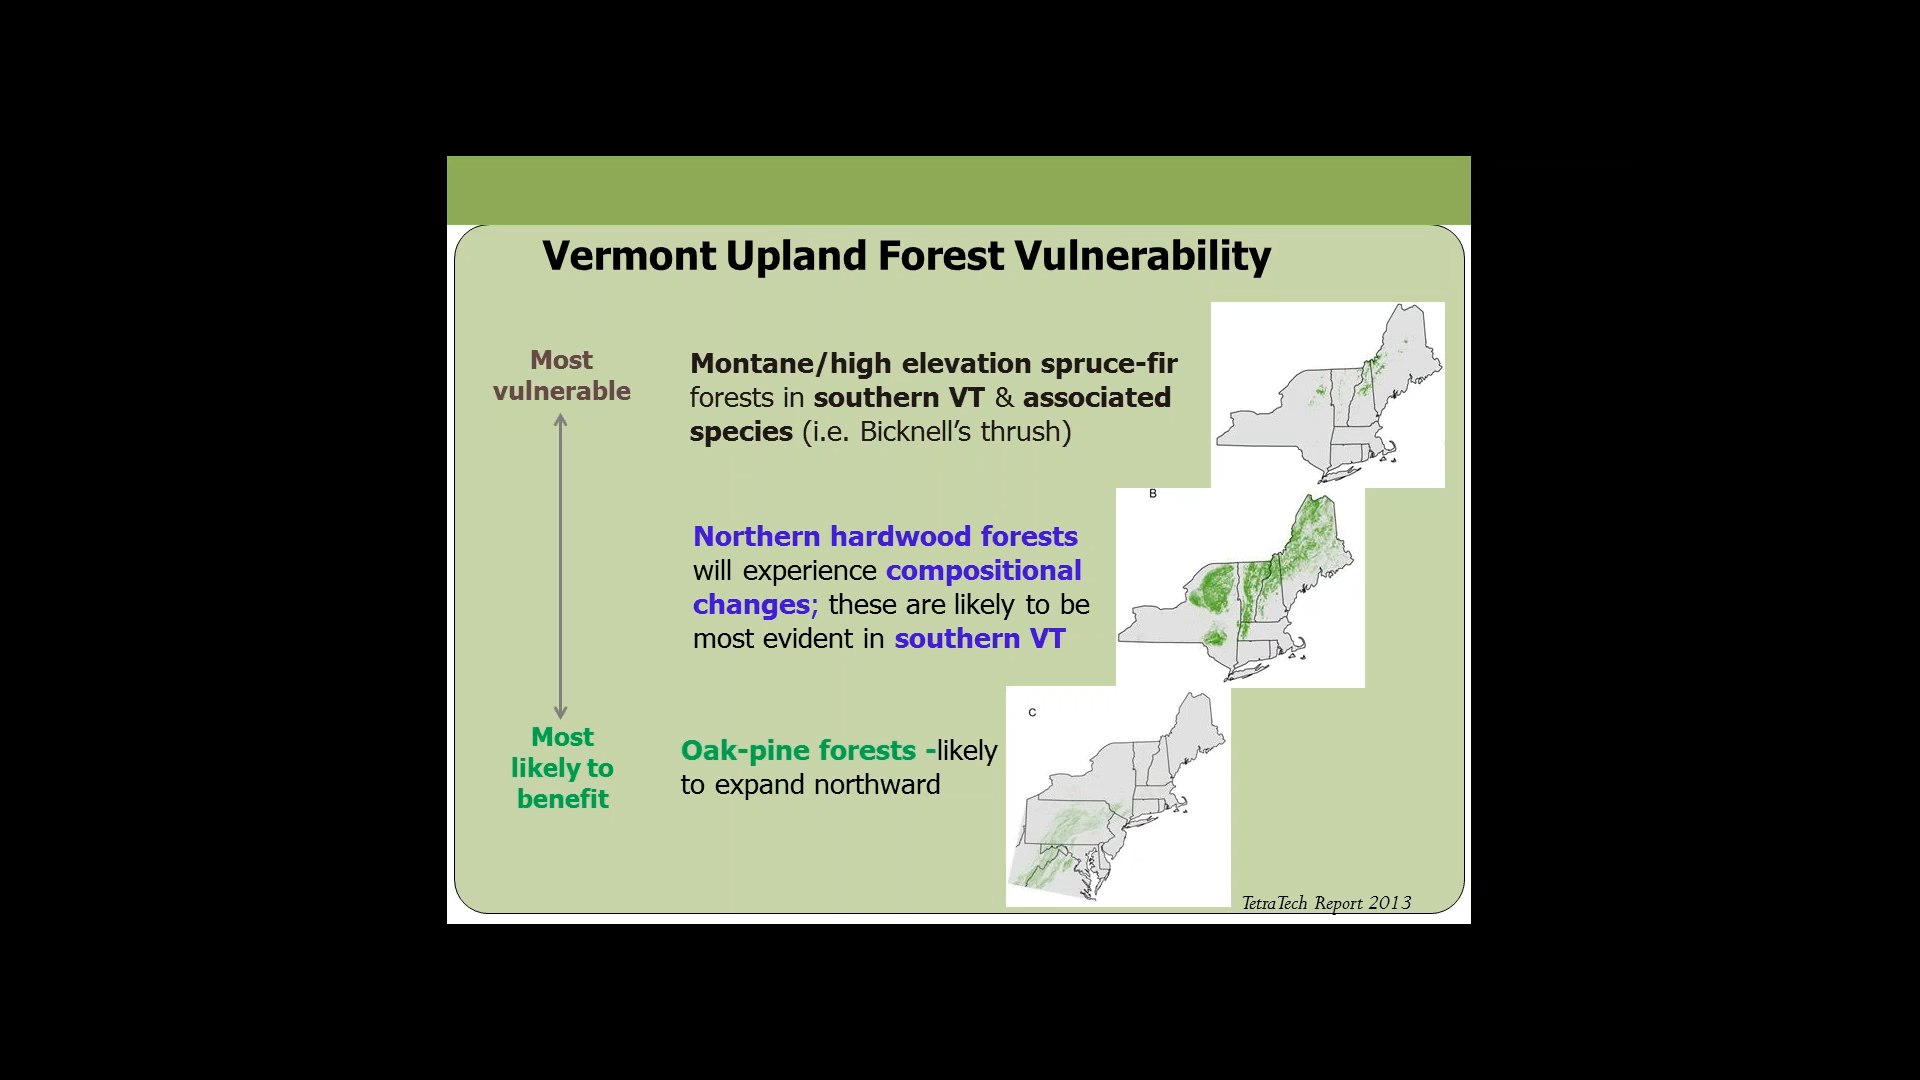 Vermont Upland Forest Vulnerability
Most
vulnerable
Montane/high elevation spruce-fir
forests in southern VT & associated
species (i.e. Bicknell’s thrush)
B
Northern hardwood forests
will experience compositional
changes; these are likely to be
most evident in southern VT
C
Most
likely to
benefit
Oak-pine forests -likely
to expand northward
TetraTech Report 2013